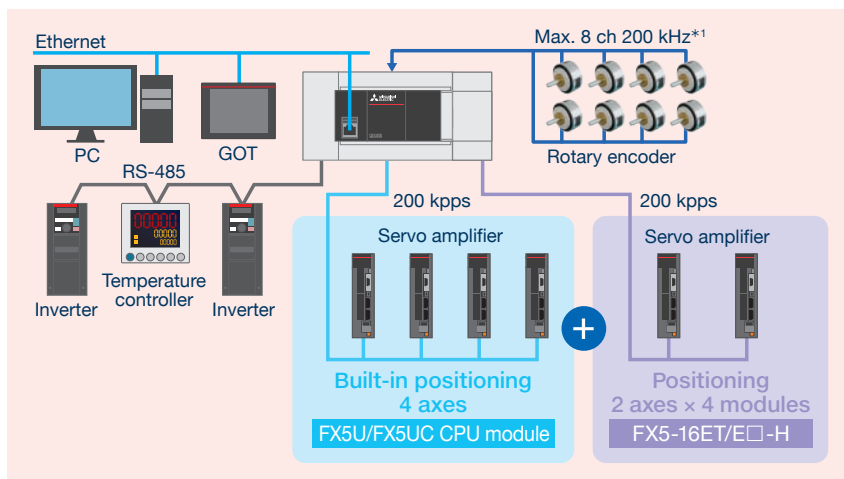 Ethernet
Max. 8 ch 200 kHz*1
PC
GOT
Rotary encoder
RS-485
200 kpps
200 kpps
Servo amplifier
Servo amplifier
Inverter
Temperature
controller
Inverter
+
Built-in positioning
4 axes
FX5U/FX5UC CPU module
Positioning
2 axes × 4 modules
FX5-16ET/E□-H
00000
00000